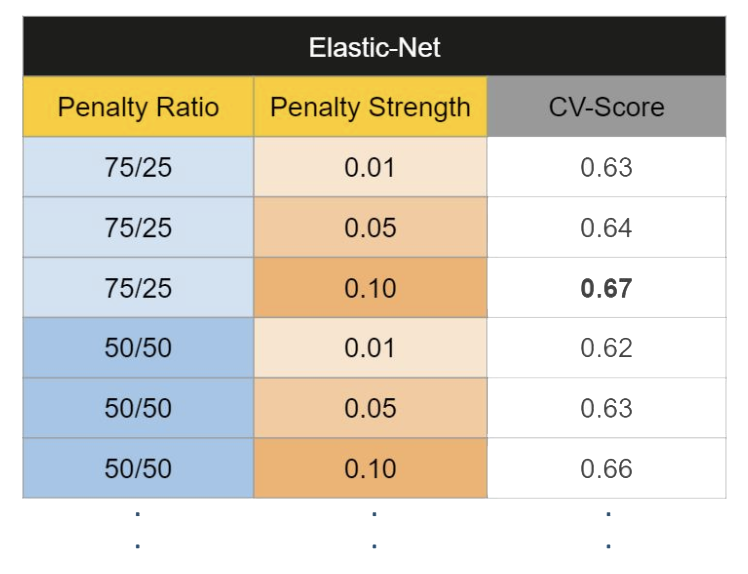 Elastic-Net
Penalty Ratio Penalty Strength CV-Score
75/25 0.01 0.63
75/25 0.05 0.64
75/25 0.10 0.67
50/50 0.01 0.62
50/50 0.05 0.63
50/50 0.10 0.66
. . .
. . .